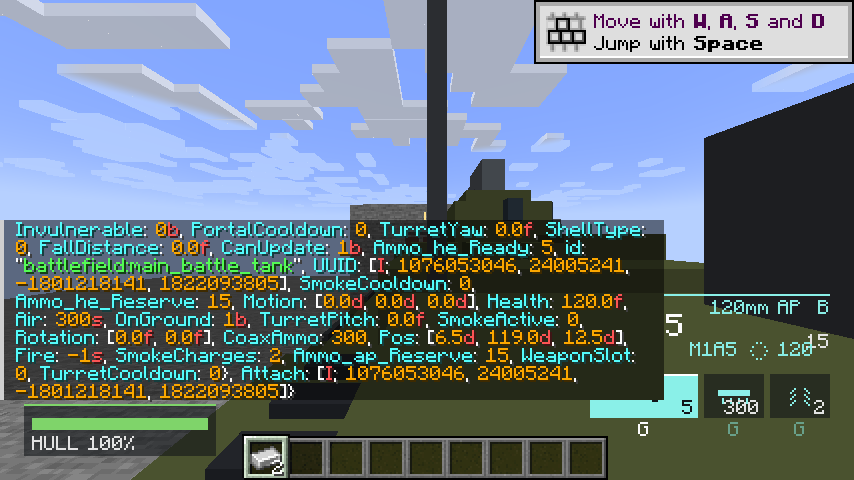 Move with W, A, S and D
Jump with Space
Invulnerable: 0b, PortalCooldown: 0, TurretYaw: 0.0f, ShellType:
0, FallDistance: 0.0f, CanUpdate: 1b, Ammo_he_Ready: 5, id:
"battlefield:main_battle_tank", UUID: [I; 1076053046, 24005241,
-1801218141, 1822093805], SmokeCooldown: 0,
Ammo_he_Reserve: 15, Motion: [0.0d, 0.0d, 0.0d], Health: 120.0f,
Air: 300s, OnGround: 1b, TurretPitch: 0.0f, SmokeActive: 0,
Rotation: [0.0f, 0.0f], CoaxAmmo: 300, Pos: [6.5d, 119.0d, 12.5d],
Fire: -1s, SmokeCharges: 2, Ammo_ap_Reserve: 15, WeaponSlot:
0, TurretCooldown: 0}, Attach: [I; 1076053046, 24005241,
-1801218141, 1822093805]}
120mm AP B
5
15
M1A5 120
5
300
2
G
G
G
HULL 100%
2